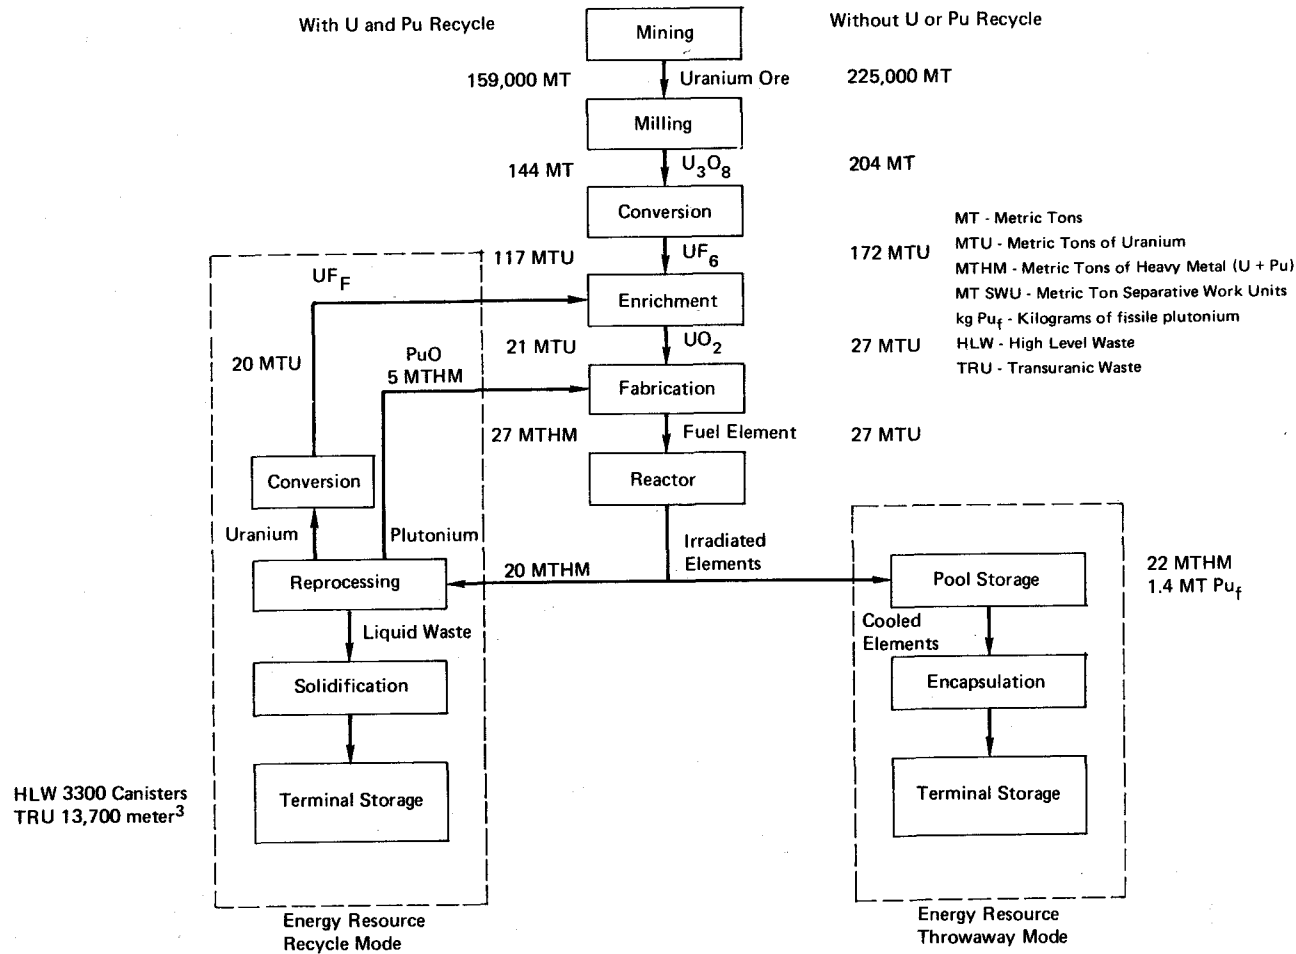 With U and Pu Recycle
Mining
Without U or Pu Recycle
159,000 MT
Uranium Ore
225,000 MT
Milling
144 MT
U3O8
204 MT
Conversion
MT - Metric Tons
MTU - Metric Tons of Uranium
MTHM - Metric Tons of Heavy Metal (U + Pu)
MT SWU - Metric Ton Separative Work Units
kg Puf - Kilograms of fissile plutonium
HLW - High Level Waste
TRU - Transuranic Waste
117 MTU
UF6
172 MTU
UFF
Enrichment
20 MTU
21 MTU
UO2
27 MTU
PuO
5 MTHM
Fabrication
27 MTHM
Fuel Element
27 MTU
Conversion
Reactor
Uranium
Plutonium
Irradiated
Elements
Reprocessing
20 MTHM
Pool Storage
22 MTHM
1.4 MT Puf
Liquid Waste
Cooled
Elements
Solidification
Encapsulation
HLW 3300 Canisters
TRU 13,700 meter3
Terminal Storage
Terminal Storage
Energy Resource
Recycle Mode
Energy Resource
Throwaway Mode